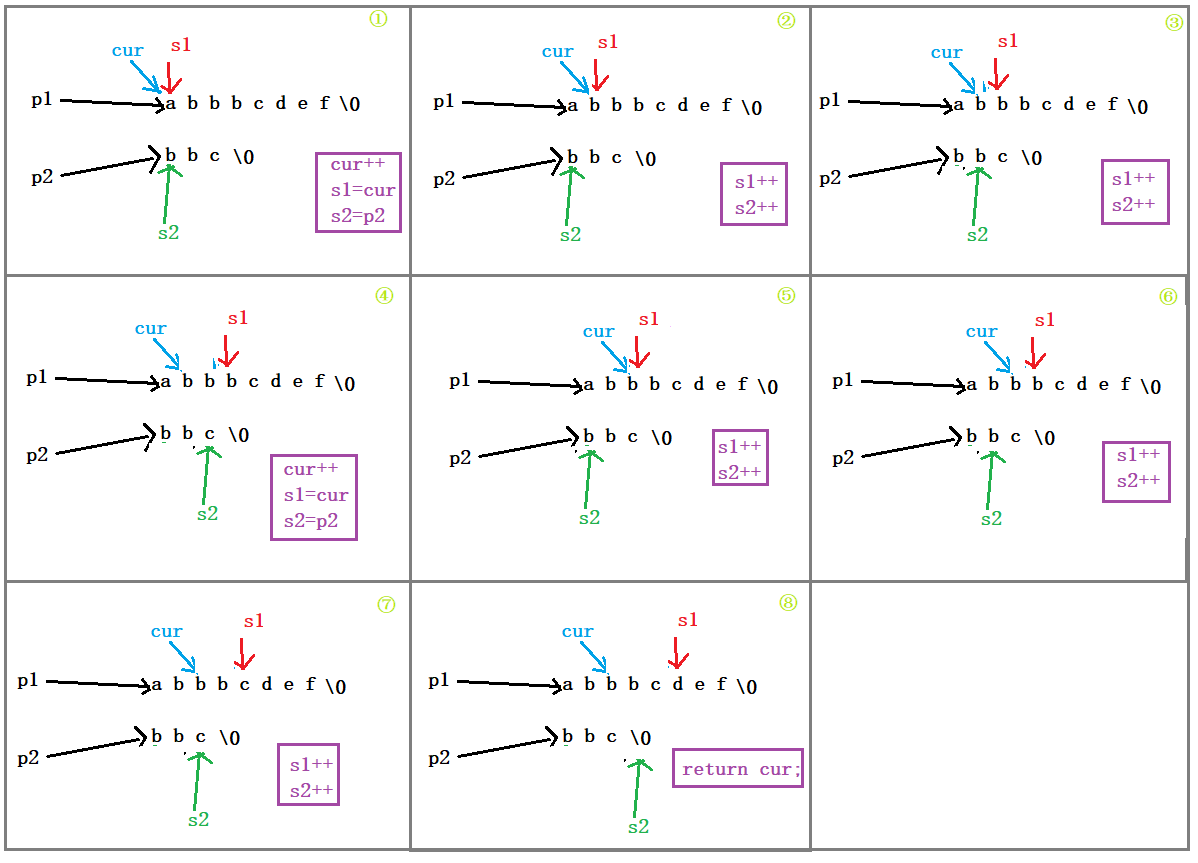 ①
cur s1
p1 a b b b c d e f \0
p2 b b c \0
s2
cur++
s1=cur
s2=p2
②
cur s1
p1 a b b b c d e f \0
p2 b b c \0
s2
s1++
s2++
③
cur s1
p1 a b b b c d e f \0
p2 b b c \0
s2
s1++
s2++
④
cur s1
p1 a b b b c d e f \0
p2 b b c \0
s2
cur++
s1=cur
s2=p2
⑤
cur s1
p1 a b b b c d e f \0
p2 b b c \0
s2
s1++
s2++
⑥
cur s1
p1 a b b b c d e f \0
p2 b b c \0
s2
s1++
s2++
⑦
cur s1
p1 a b b b c d e f \0
p2 b b c \0
s2
s1++
s2++
⑧
cur s1
p1 a b b b c d e f \0
p2 b b c \0
s2
return cur;